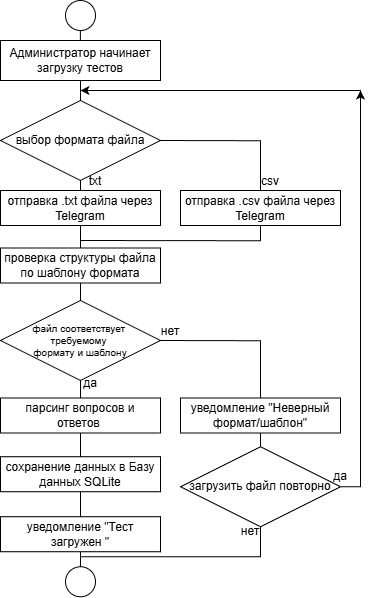 Администратор начинает
загрузку тестов
выбор формата файла
txt
csv
отправка .txt файла через
Telegram
отправка .csv файла через
Telegram
проверка структуры файла
по шаблону формата
файл соответствует
требуемому
формату и шаблону
нет
да
парсинг вопросов и
ответов
уведомление "Неверный
формат/шаблон"
сохранение данных в Базу
данных SQLite
загрузить файл повторно
да
нет
уведомление "Тест
загружен "